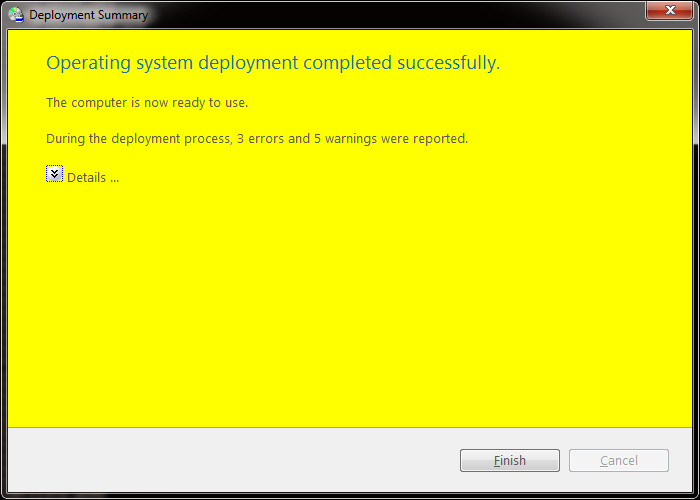 Deployment Summary
Operating system deployment completed successfully.
The computer is now ready to use.
During the deployment process, 3 errors and 5 warnings were reported.
Details ...
Finish Cancel